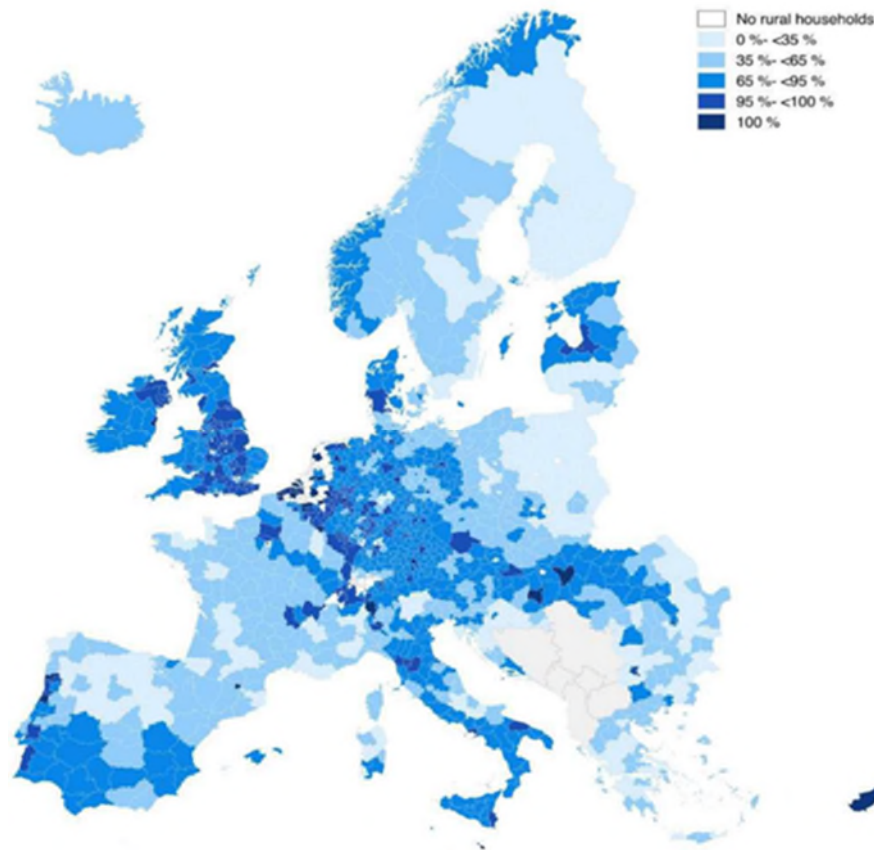 No rural households
0 %- <35 %
35 %- <65 %
65 %- <95 %
95 %- <100 %
100 %